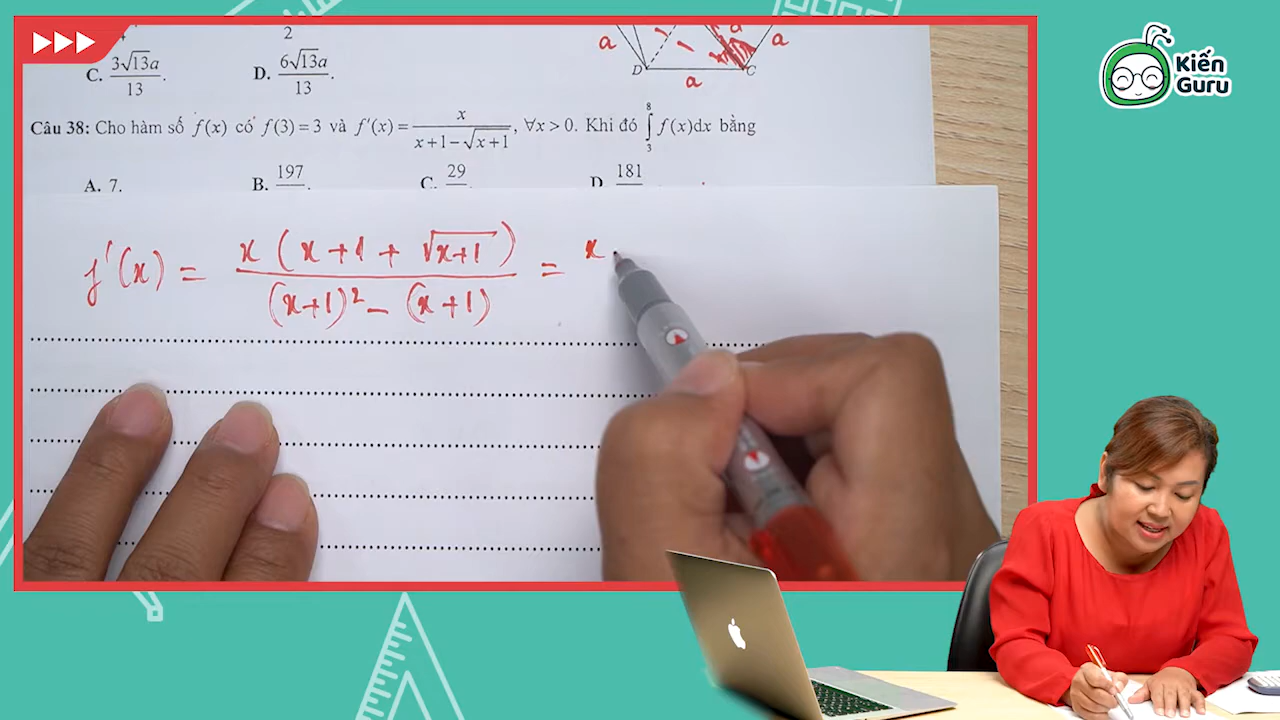 2
C. 3√13a/13.
D. 6√13a/13.
a
a
a
a
D
C
Kiến
Guru
Câu 38: Cho hàm số f(x) có f(3) = 3 và f'(x) = x/(x+1−√(x+1)), ∀x > 0. Khi đó ∫₃⁸ f(x)dx bằng
A. 7.
B. 197
C. 29
D. 181
f'(x) = x(x+1+√(x+1))/((x+1)²−(x+1)) = x